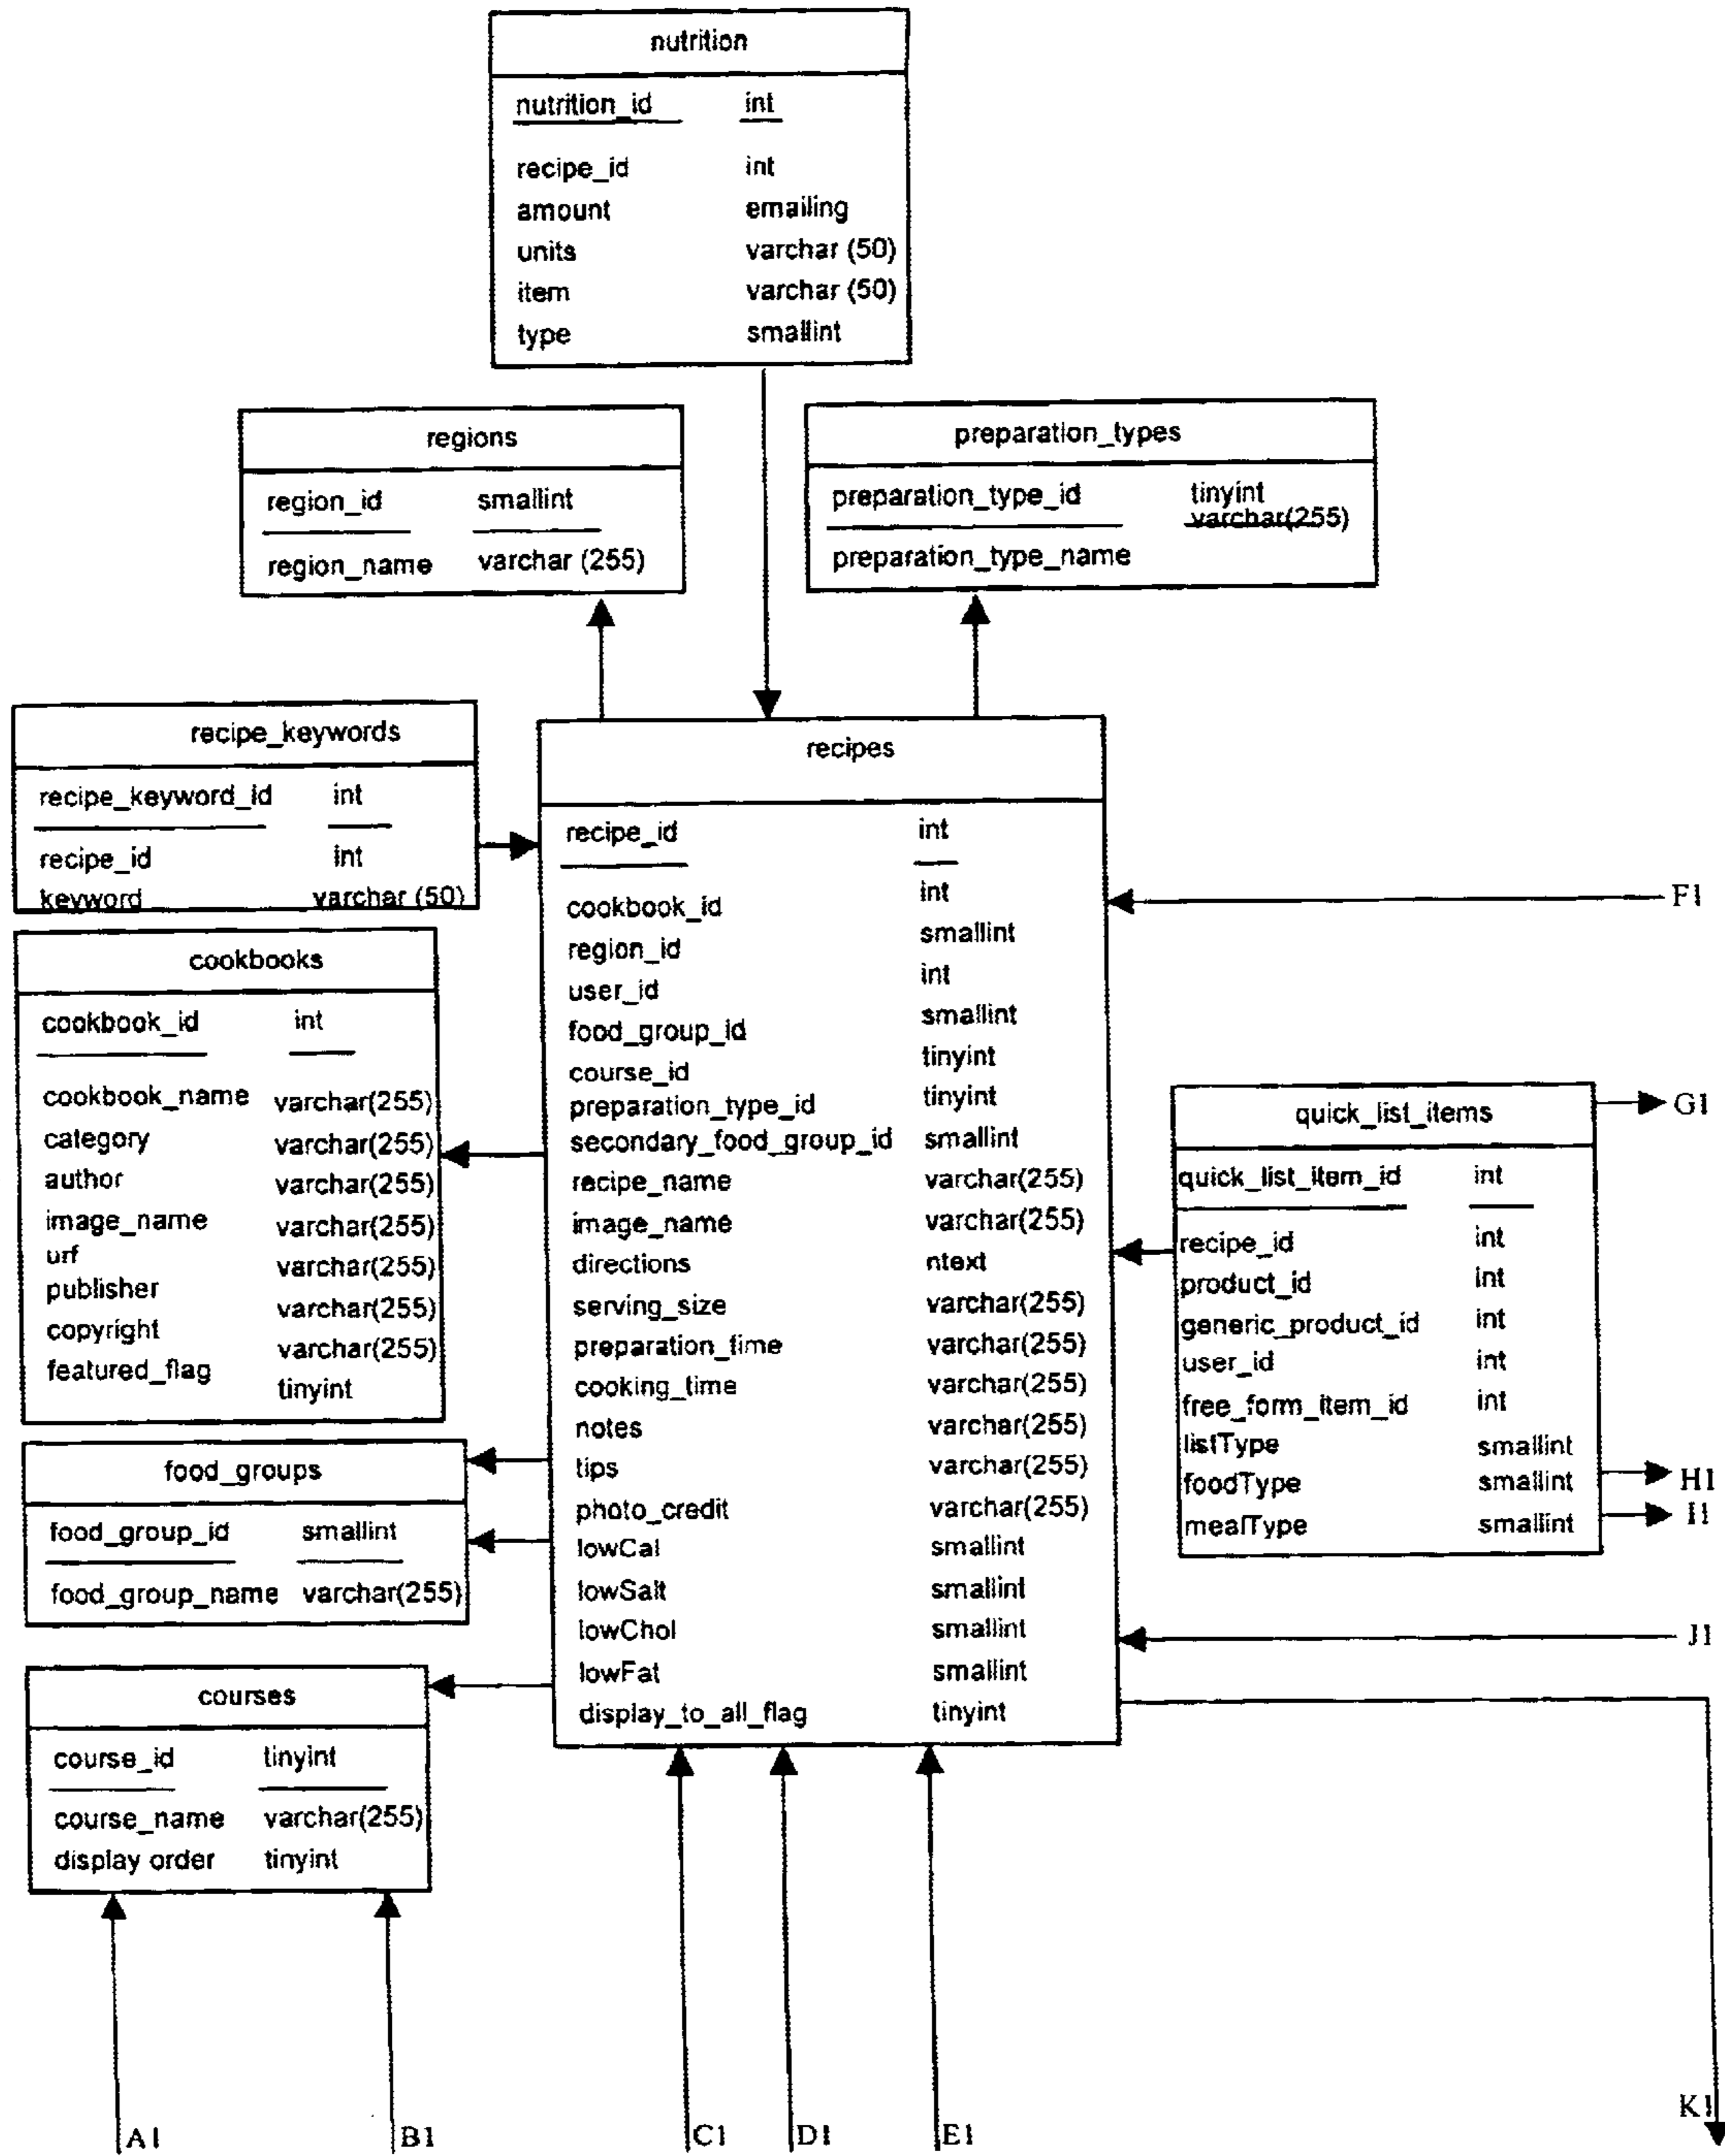 nutrition
nutrition_id int
recipe_id int
amount emailing
units varchar (50)
item varchar (50)
type smallint
regions
region_id smallint
region_name varchar (255)
preparation_types
preparation_type_id tinyint
varchar(255)
preparation_type_name
recipe_keywords
recipe_keyword_id int
recipe_id int
keyword varchar (50)
cookbooks
cookbook_id int
cookbook_name varchar(255)
category varchar(255)
author varchar(255)
image_name varchar(255)
urf varchar(255)
publisher varchar(255)
copyright varchar(255)
featured_flag tinyint
food_groups
food_group_id smallint
food_group_name varchar(255)
courses
course_id tinyint
course_name varchar(255)
display order tinyint
recipes
recipe_id int
cookbook_id int
region_id smallint
user_id int
food_group_id smallint
course_id tinyint
preparation_type_id tinyint
secondary_food_group_id smallint
recipe_name varchar(255)
image_name varchar(255)
directions ntext
serving_size varchar(255)
preparation_time varchar(255)
cooking_time varchar(255)
notes varchar(255)
tips varchar(255)
photo_credit varchar(255)
lowCal smallint
lowSalt smallint
lowChol smallint
lowFat smallint
display_to_all_flag tinyint
quick_list_items
quick_list_item_id int
recipe_id int
product_id int
generic_product_id int
user_id int
free_form_item_id int
listType smallint
foodType smallint
mealType smallint
F1
G1
H1
I1
J1
K1
A1 B1 C1 D1 E1